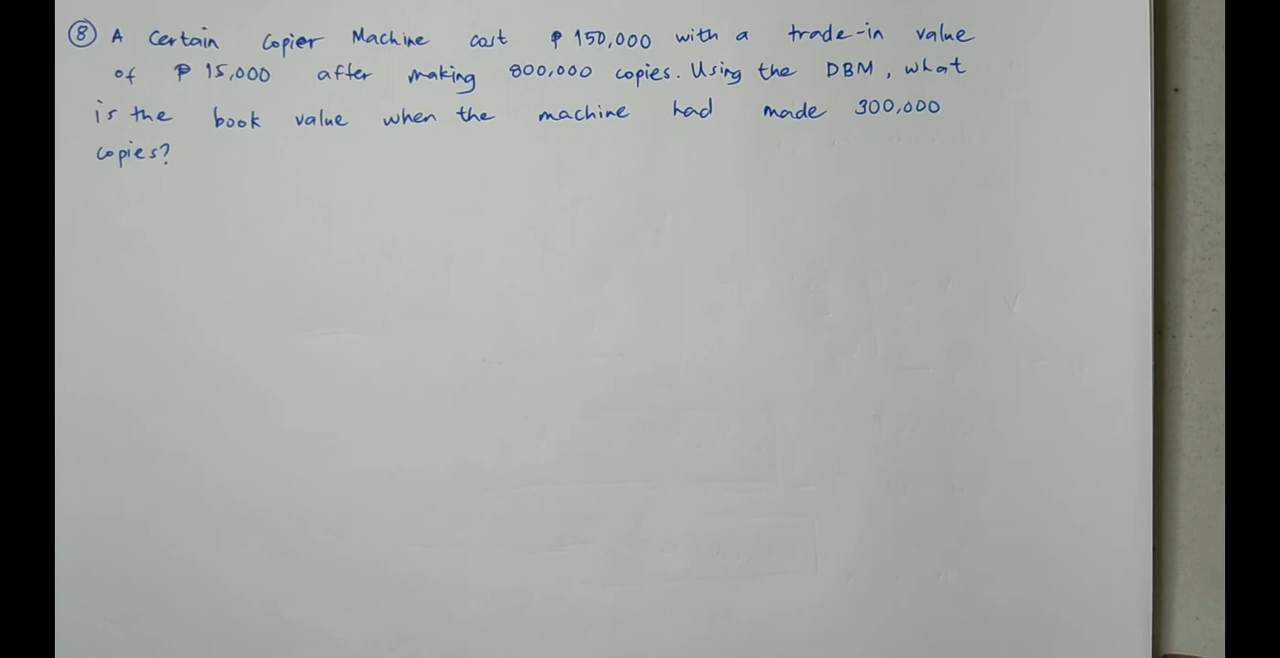 ⑧ A certain Copier Machine cost ₱ 150,000 with a trade-in value
of ₱ 15,000 after making 800,000 copies. Using the DBM, what
is the book value when the machine had made 300,000
copies?